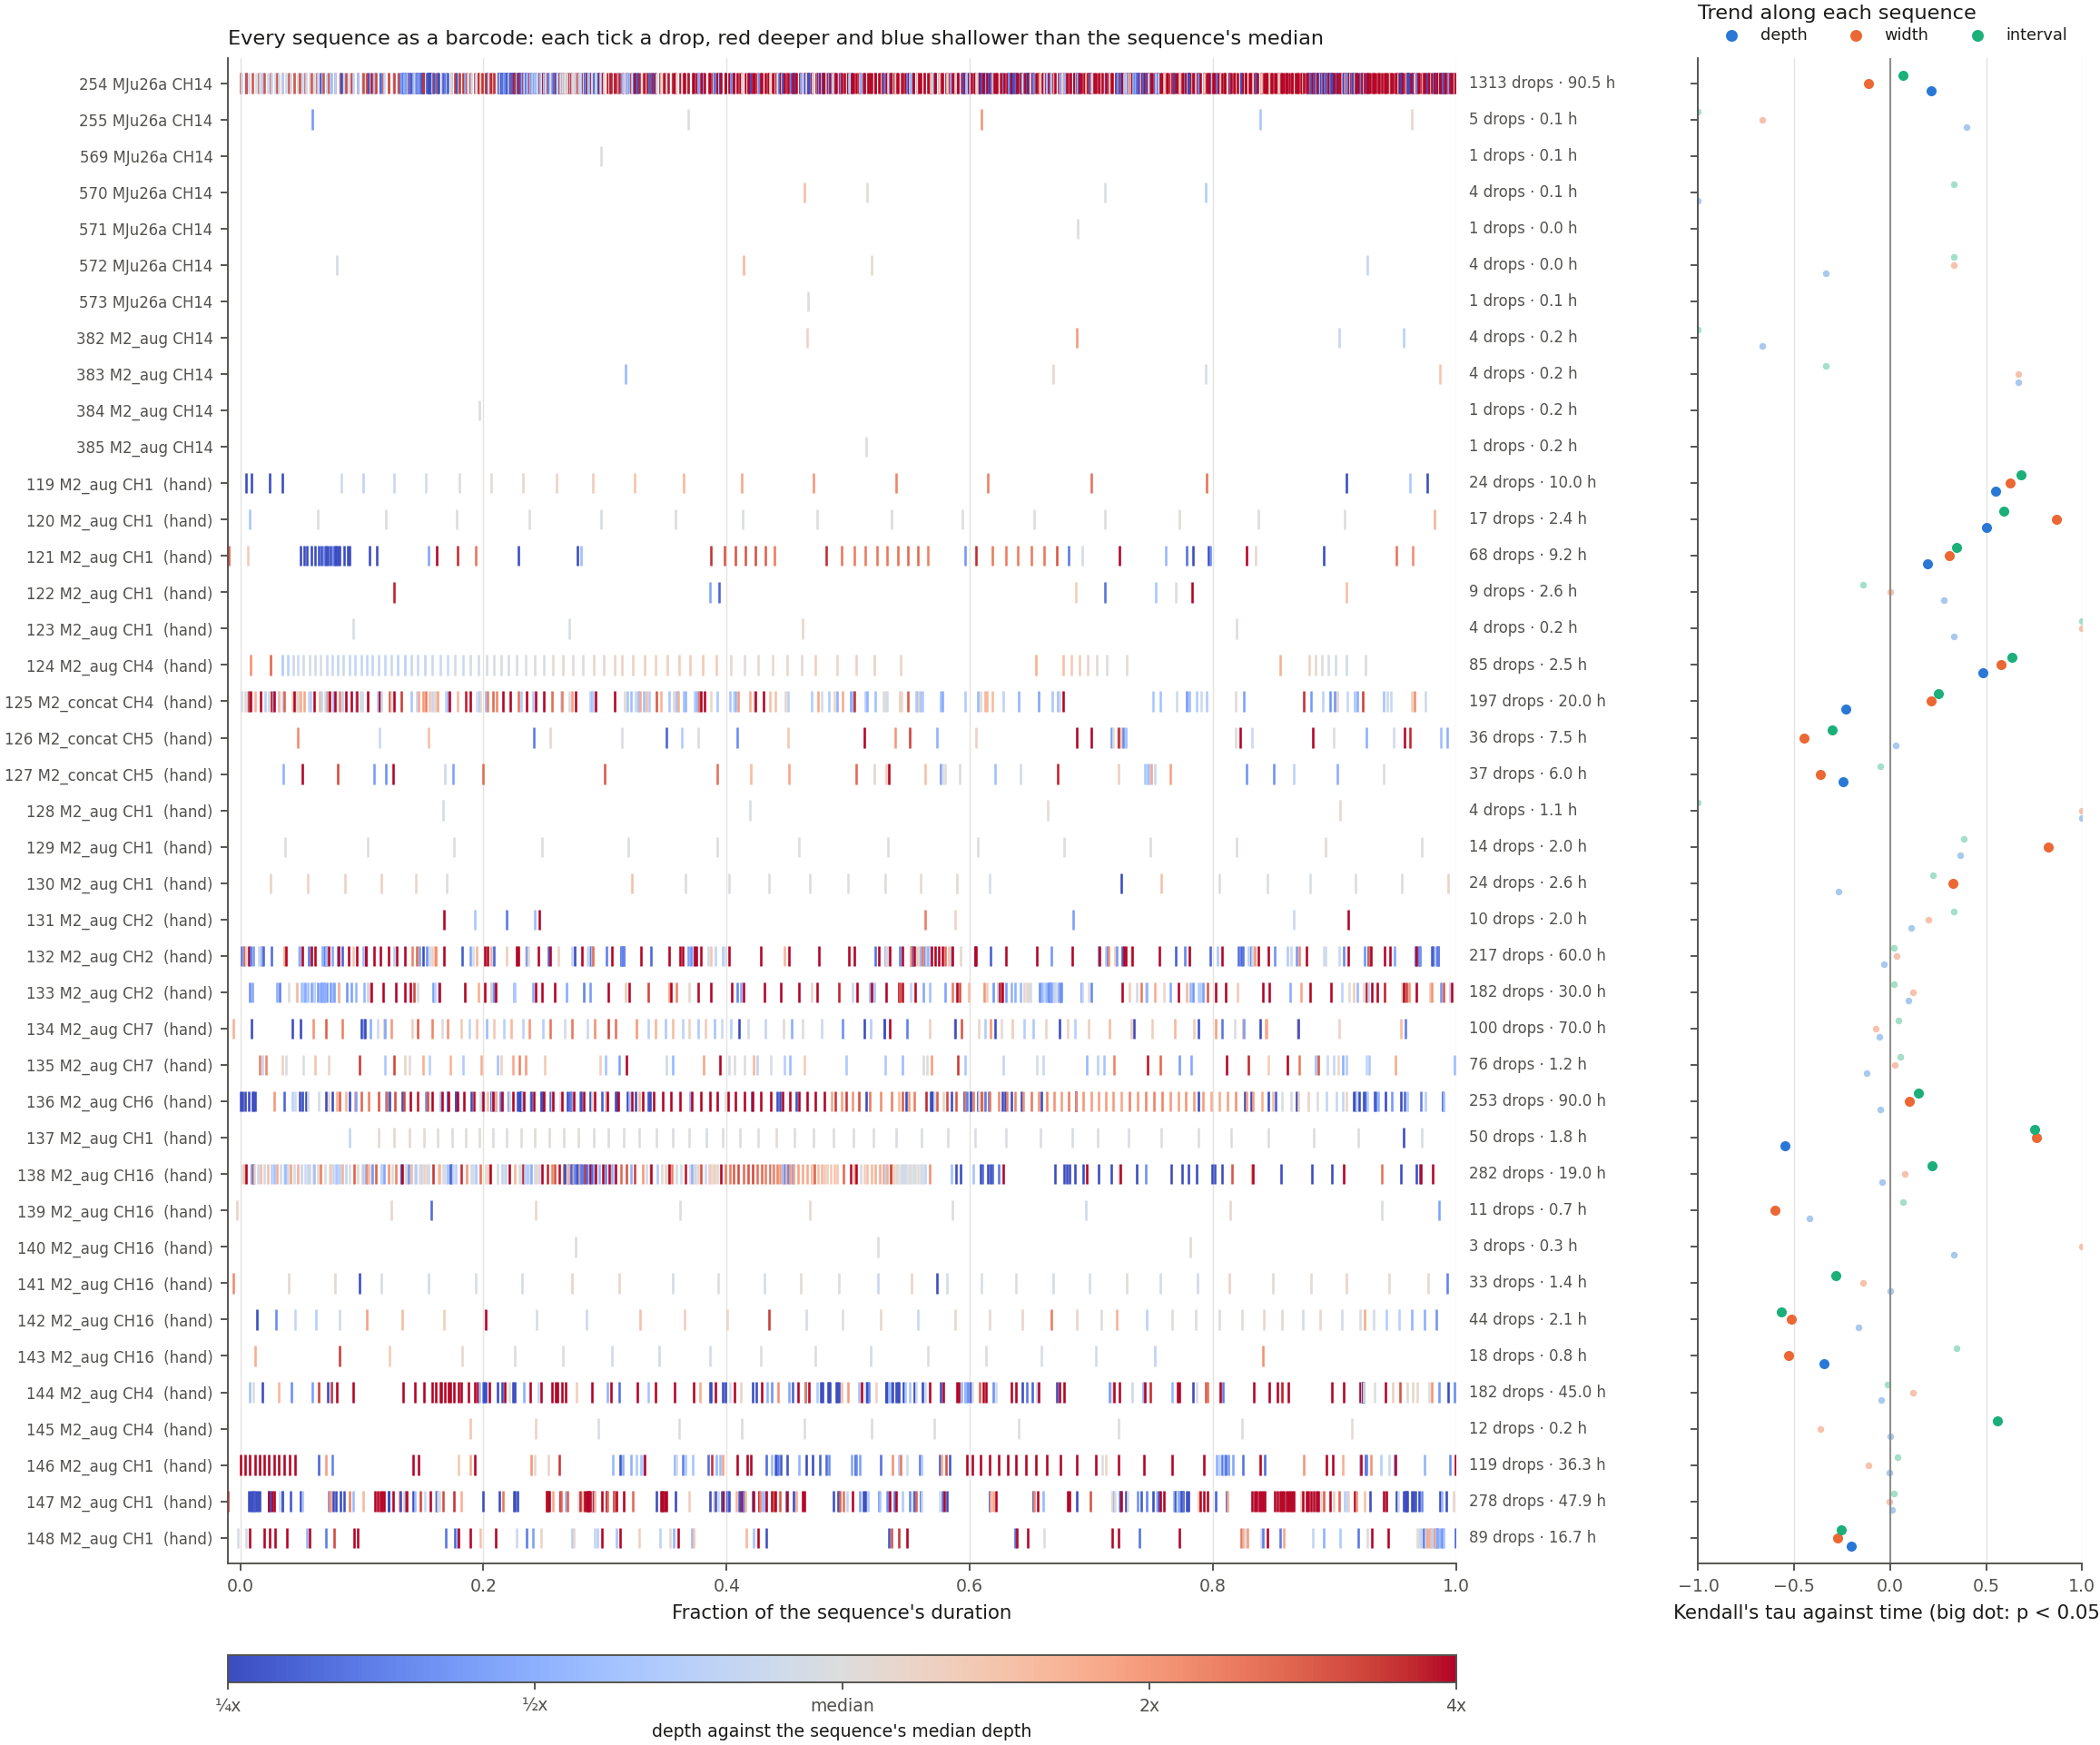 Trend along each sequence
Every sequence as a barcode: each tick a drop, red deeper and blue shallower than the sequence's median
depth width interval
254 MJu26a CH14 1313 drops · 90.5 h
255 MJu26a CH14 5 drops · 0.1 h
569 MJu26a CH14 1 drops · 0.1 h
570 MJu26a CH14 4 drops · 0.1 h
571 MJu26a CH14 1 drops · 0.0 h
572 MJu26a CH14 4 drops · 0.0 h
573 MJu26a CH14 1 drops · 0.1 h
382 M2_aug CH14 4 drops · 0.2 h
383 M2_aug CH14 4 drops · 0.2 h
384 M2_aug CH14 1 drops · 0.2 h
385 M2_aug CH14 1 drops · 0.2 h
119 M2_aug CH1 (hand) 24 drops · 10.0 h
120 M2_aug CH1 (hand) 17 drops · 2.4 h
121 M2_aug CH1 (hand) 68 drops · 9.2 h
122 M2_aug CH1 (hand) 9 drops · 2.6 h
123 M2_aug CH1 (hand) 4 drops · 0.2 h
124 M2_aug CH4 (hand) 85 drops · 2.5 h
125 M2_concat CH4 (hand) 197 drops · 20.0 h
126 M2_concat CH5 (hand) 36 drops · 7.5 h
127 M2_concat CH5 (hand) 37 drops · 6.0 h
128 M2_aug CH1 (hand) 4 drops · 1.1 h
129 M2_aug CH1 (hand) 14 drops · 2.0 h
130 M2_aug CH1 (hand) 24 drops · 2.6 h
131 M2_aug CH2 (hand) 10 drops · 2.0 h
132 M2_aug CH2 (hand) 217 drops · 60.0 h
133 M2_aug CH2 (hand) 182 drops · 30.0 h
134 M2_aug CH7 (hand) 100 drops · 70.0 h
135 M2_aug CH7 (hand) 76 drops · 1.2 h
136 M2_aug CH6 (hand) 253 drops · 90.0 h
137 M2_aug CH1 (hand) 50 drops · 1.8 h
138 M2_aug CH16 (hand) 282 drops · 19.0 h
139 M2_aug CH16 (hand) 11 drops · 0.7 h
140 M2_aug CH16 (hand) 3 drops · 0.3 h
141 M2_aug CH16 (hand) 33 drops · 1.4 h
142 M2_aug CH16 (hand) 44 drops · 2.1 h
143 M2_aug CH16 (hand) 18 drops · 0.8 h
144 M2_aug CH4 (hand) 182 drops · 45.0 h
145 M2_aug CH4 (hand) 12 drops · 0.2 h
146 M2_aug CH1 (hand) 119 drops · 36.3 h
147 M2_aug CH1 (hand) 278 drops · 47.9 h
148 M2_aug CH1 (hand) 89 drops · 16.7 h
0.0 0.2 0.4 0.6 0.8 1.0 −1.0 −0.5 0.0 0.5 1.0
Fraction of the sequence's duration Kendall's tau against time (big dot: p < 0.05
¼x ½x median 2x 4x
depth against the sequence's median depth